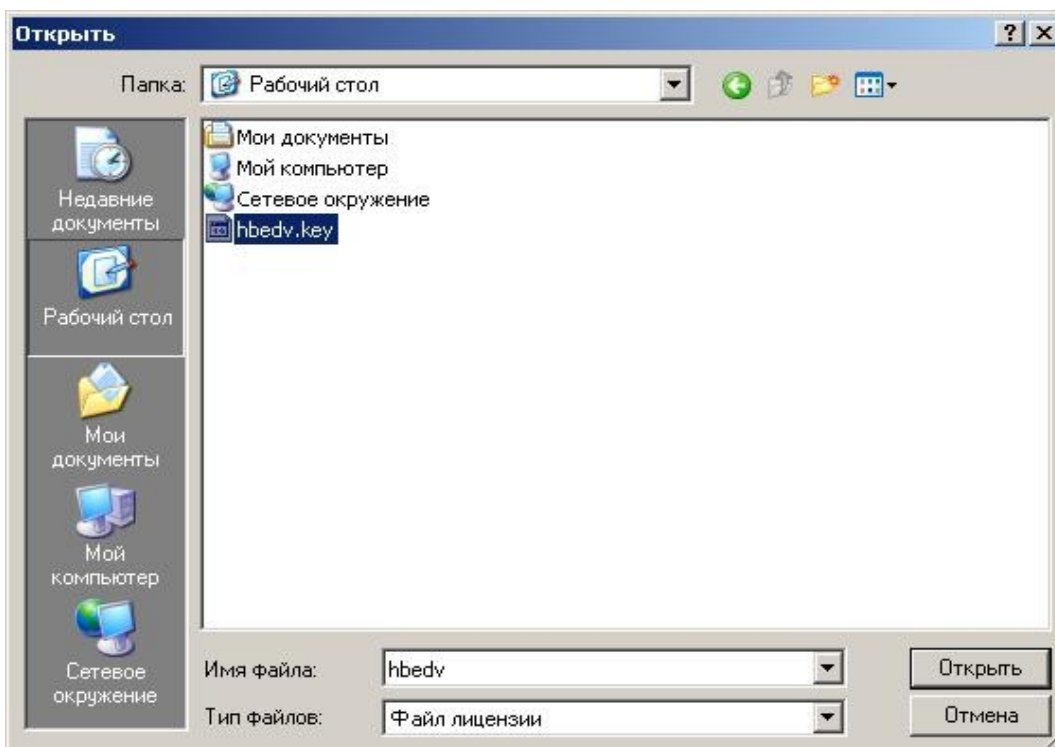 Открыть
Папка:
Рабочий стол
Недавние
документы
Рабочий стол
Мои
документы
Мой
компьютер
Сетевое
окружение
Мои документы
Мой компьютер
Сетевое окружение
hbedv.key
Имя файла:
hbedv
Открыть
Тип файлов:
Файл лицензии
Отмена